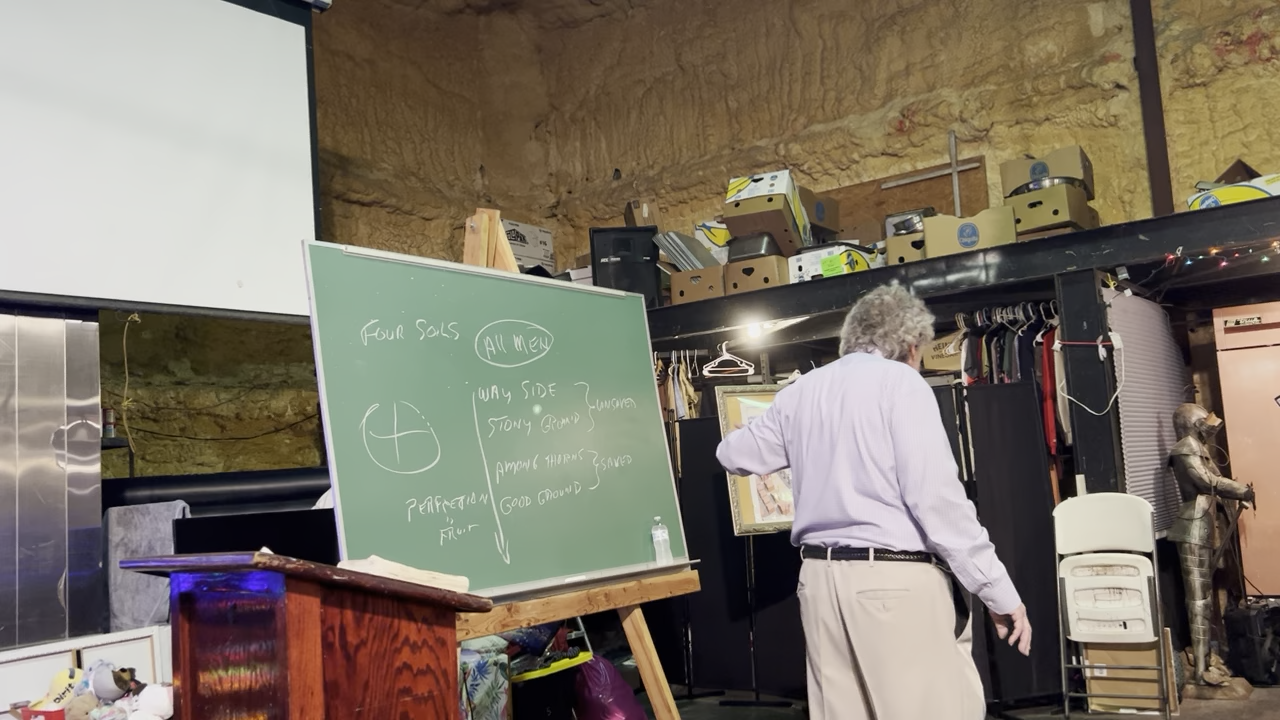 FOUR SOILS
All MEN
WAY SIDE
STONY GROUND
UNSAVED
AMONG THORNS
SAVED
GOOD GROUND
PERFECTION
FRUIT